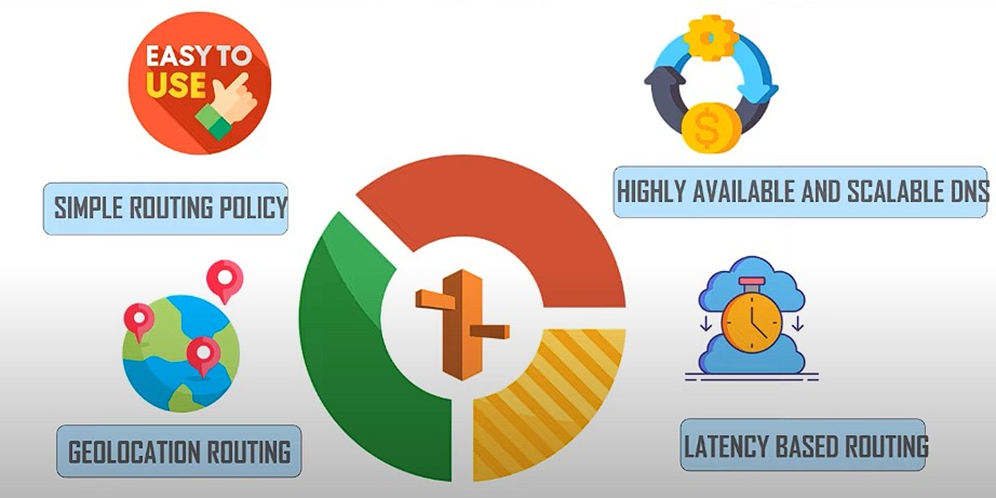 EASY TO
USE
SIMPLE ROUTING POLICY
HIGHLY AVAILABLE AND SCALABLE DNS
$
GEOLOCATION ROUTING
LATENCY BASED ROUTING